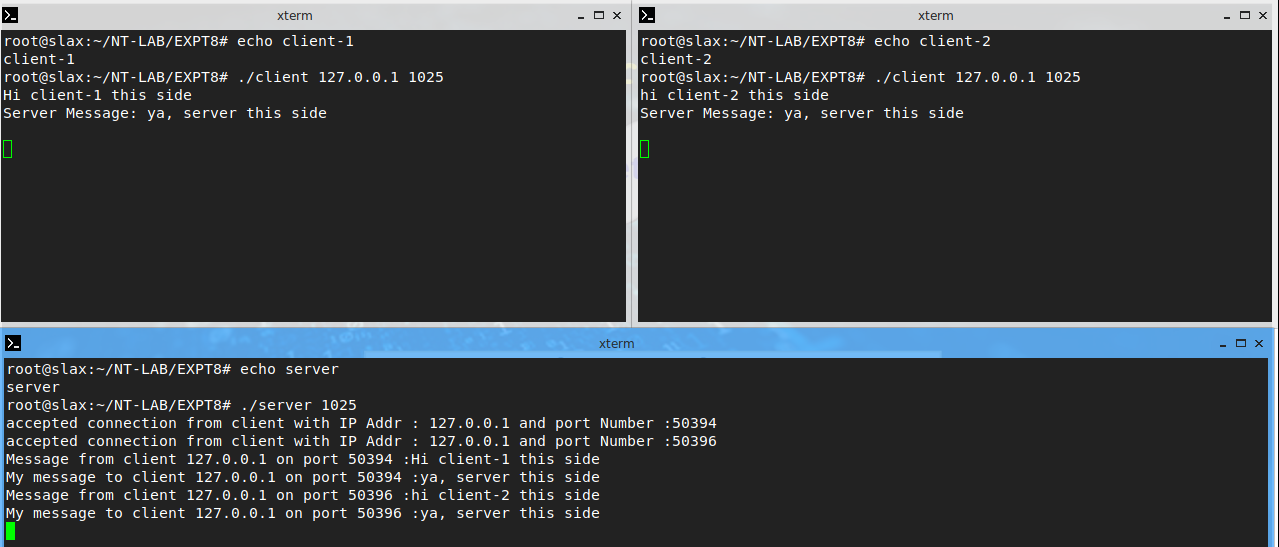 xterm
root@slax:~/NT-LAB/EXPT8# echo client-1
client-1
root@slax:~/NT-LAB/EXPT8# ./client 127.0.0.1 1025
Hi client-1 this side
Server Message: ya, server this side
xterm
root@slax:~/NT-LAB/EXPT8# echo client-2
client-2
root@slax:~/NT-LAB/EXPT8# ./client 127.0.0.1 1025
hi client-2 this side
Server Message: ya, server this side
xterm
root@slax:~/NT-LAB/EXPT8# echo server
server
root@slax:~/NT-LAB/EXPT8# ./server 1025
accepted connection from client with IP Addr : 127.0.0.1 and port Number :50394
accepted connection from client with IP Addr : 127.0.0.1 and port Number :50396
Message from client 127.0.0.1 on port 50394 :Hi client-1 this side
My message to client 127.0.0.1 on port 50394 :ya, server this side
Message from client 127.0.0.1 on port 50396 :hi client-2 this side
My message to client 127.0.0.1 on port 50396 :ya, server this side